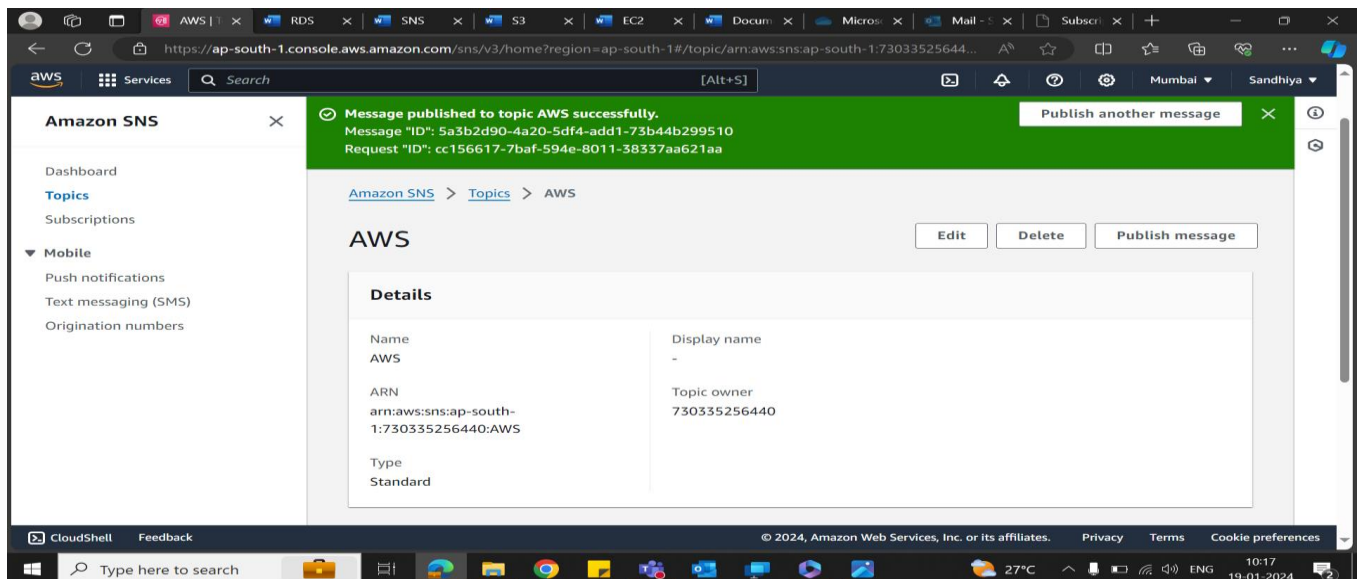 AWS | T
RDS
SNS
S3
EC2
Docum
Micros
Mail - S
Subscri
https://ap-south-1.console.aws.amazon.com/sns/v3/home?region=ap-south-1#/topic/arn:aws:sns:ap-south-1:73033525644...
aws
Services
Search
[Alt+S]
Mumbai
Sandhiya
Amazon SNS
Dashboard
Topics
Subscriptions
Mobile
Push notifications
Text messaging (SMS)
Origination numbers
Message published to topic AWS successfully.
Message "ID": 5a3b2d90-4a20-5df4-add1-73b44b299510
Request "ID": cc156617-7baf-594e-8011-38337aa621aa
Publish another message
Amazon SNS > Topics > AWS
AWS
Edit
Delete
Publish message
Details
Name
AWS
Display name
-
ARN
arn:aws:sns:ap-south-
1:730335256440:AWS
Topic owner
730335256440
Type
Standard
CloudShell
Feedback
© 2024, Amazon Web Services, Inc. or its affiliates.
Privacy
Terms
Cookie preferences
Type here to search
27°C
ENG
10:17
19-01-2024
2